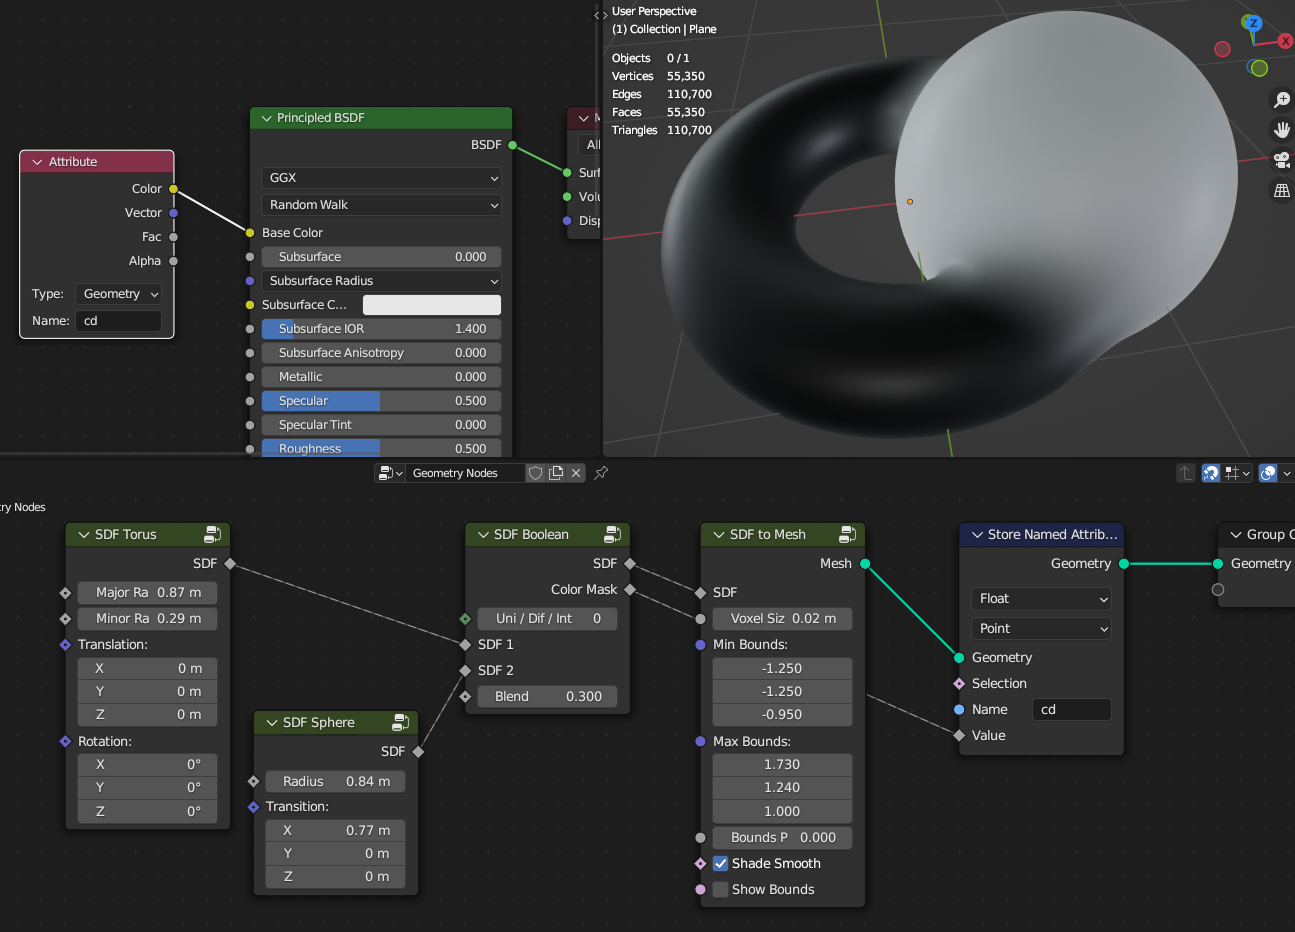 User Perspective
(1) Collection | Plane
Objects 0 / 1
Vertices 55,350
Edges 110,700
Faces 55,350
Triangles 110,700
Z
X
Attribute
Color
Vector
Fac
Alpha
Type: Geometry
Name: cd
Principled BSDF
BSDF
GGX
Random Walk
Base Color
Subsurface 0.000
Subsurface Radius
Subsurface C...
Subsurface IOR 1.400
Subsurface Anisotropy 0.000
Metallic 0.000
Specular 0.500
Specular Tint 0.000
Roughness 0.500
M
All
Surf
Volu
Disp
Geometry Nodes
ry Nodes
SDF Torus
SDF
Major Ra 0.87 m
Minor Ra 0.29 m
Translation:
X 0 m
Y 0 m
Z 0 m
Rotation:
X 0°
Y 0°
Z 0°
SDF Sphere
SDF
Radius 0.84 m
Transition:
X 0.77 m
Y 0 m
Z 0 m
SDF Boolean
SDF
Color Mask
Uni / Dif / Int 0
SDF 1
SDF 2
Blend 0.300
SDF to Mesh
Mesh
SDF
Voxel Siz 0.02 m
Min Bounds:
-1.250
-1.250
-0.950
Max Bounds:
1.730
1.240
1.000
Bounds P 0.000
Shade Smooth
Show Bounds
Store Named Attrib...
Geometry
Float
Point
Geometry
Selection
Name cd
Value
Group O
Geometry